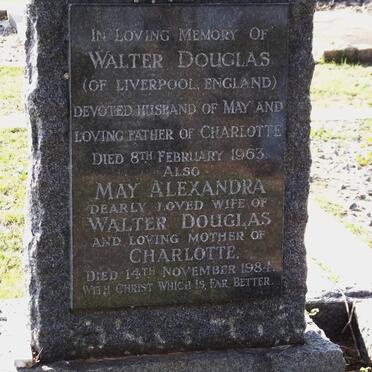 In Loving Memory Of
Walter Douglas
(Of Liverpool, England)
Devoted Husband of May and
Loving Father of Charlotte
Died 8th February 1963.
Also
May Alexandra
Dearly Loved Wife of
Walter Douglas
and Loving Mother of
Charlotte.
Died 14th November 1984.
With Christ Which Is Far Better.